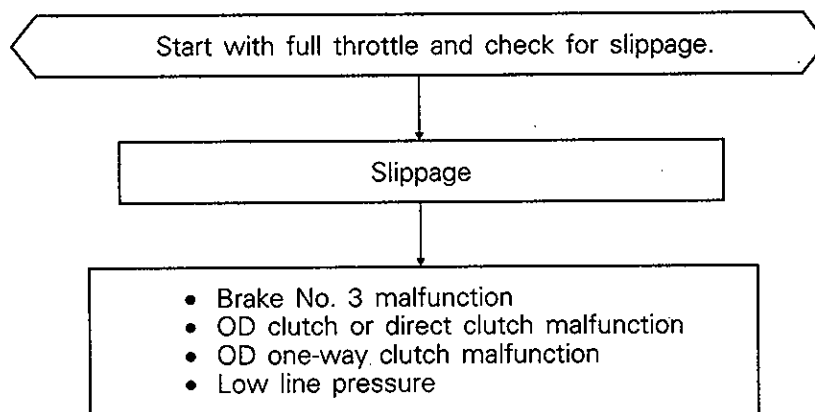 Start with full throttle and check for slippage.
Slippage
• Brake No. 3 malfunction
• OD clutch or direct clutch malfunction
• OD one-way clutch malfunction
• Low line pressure